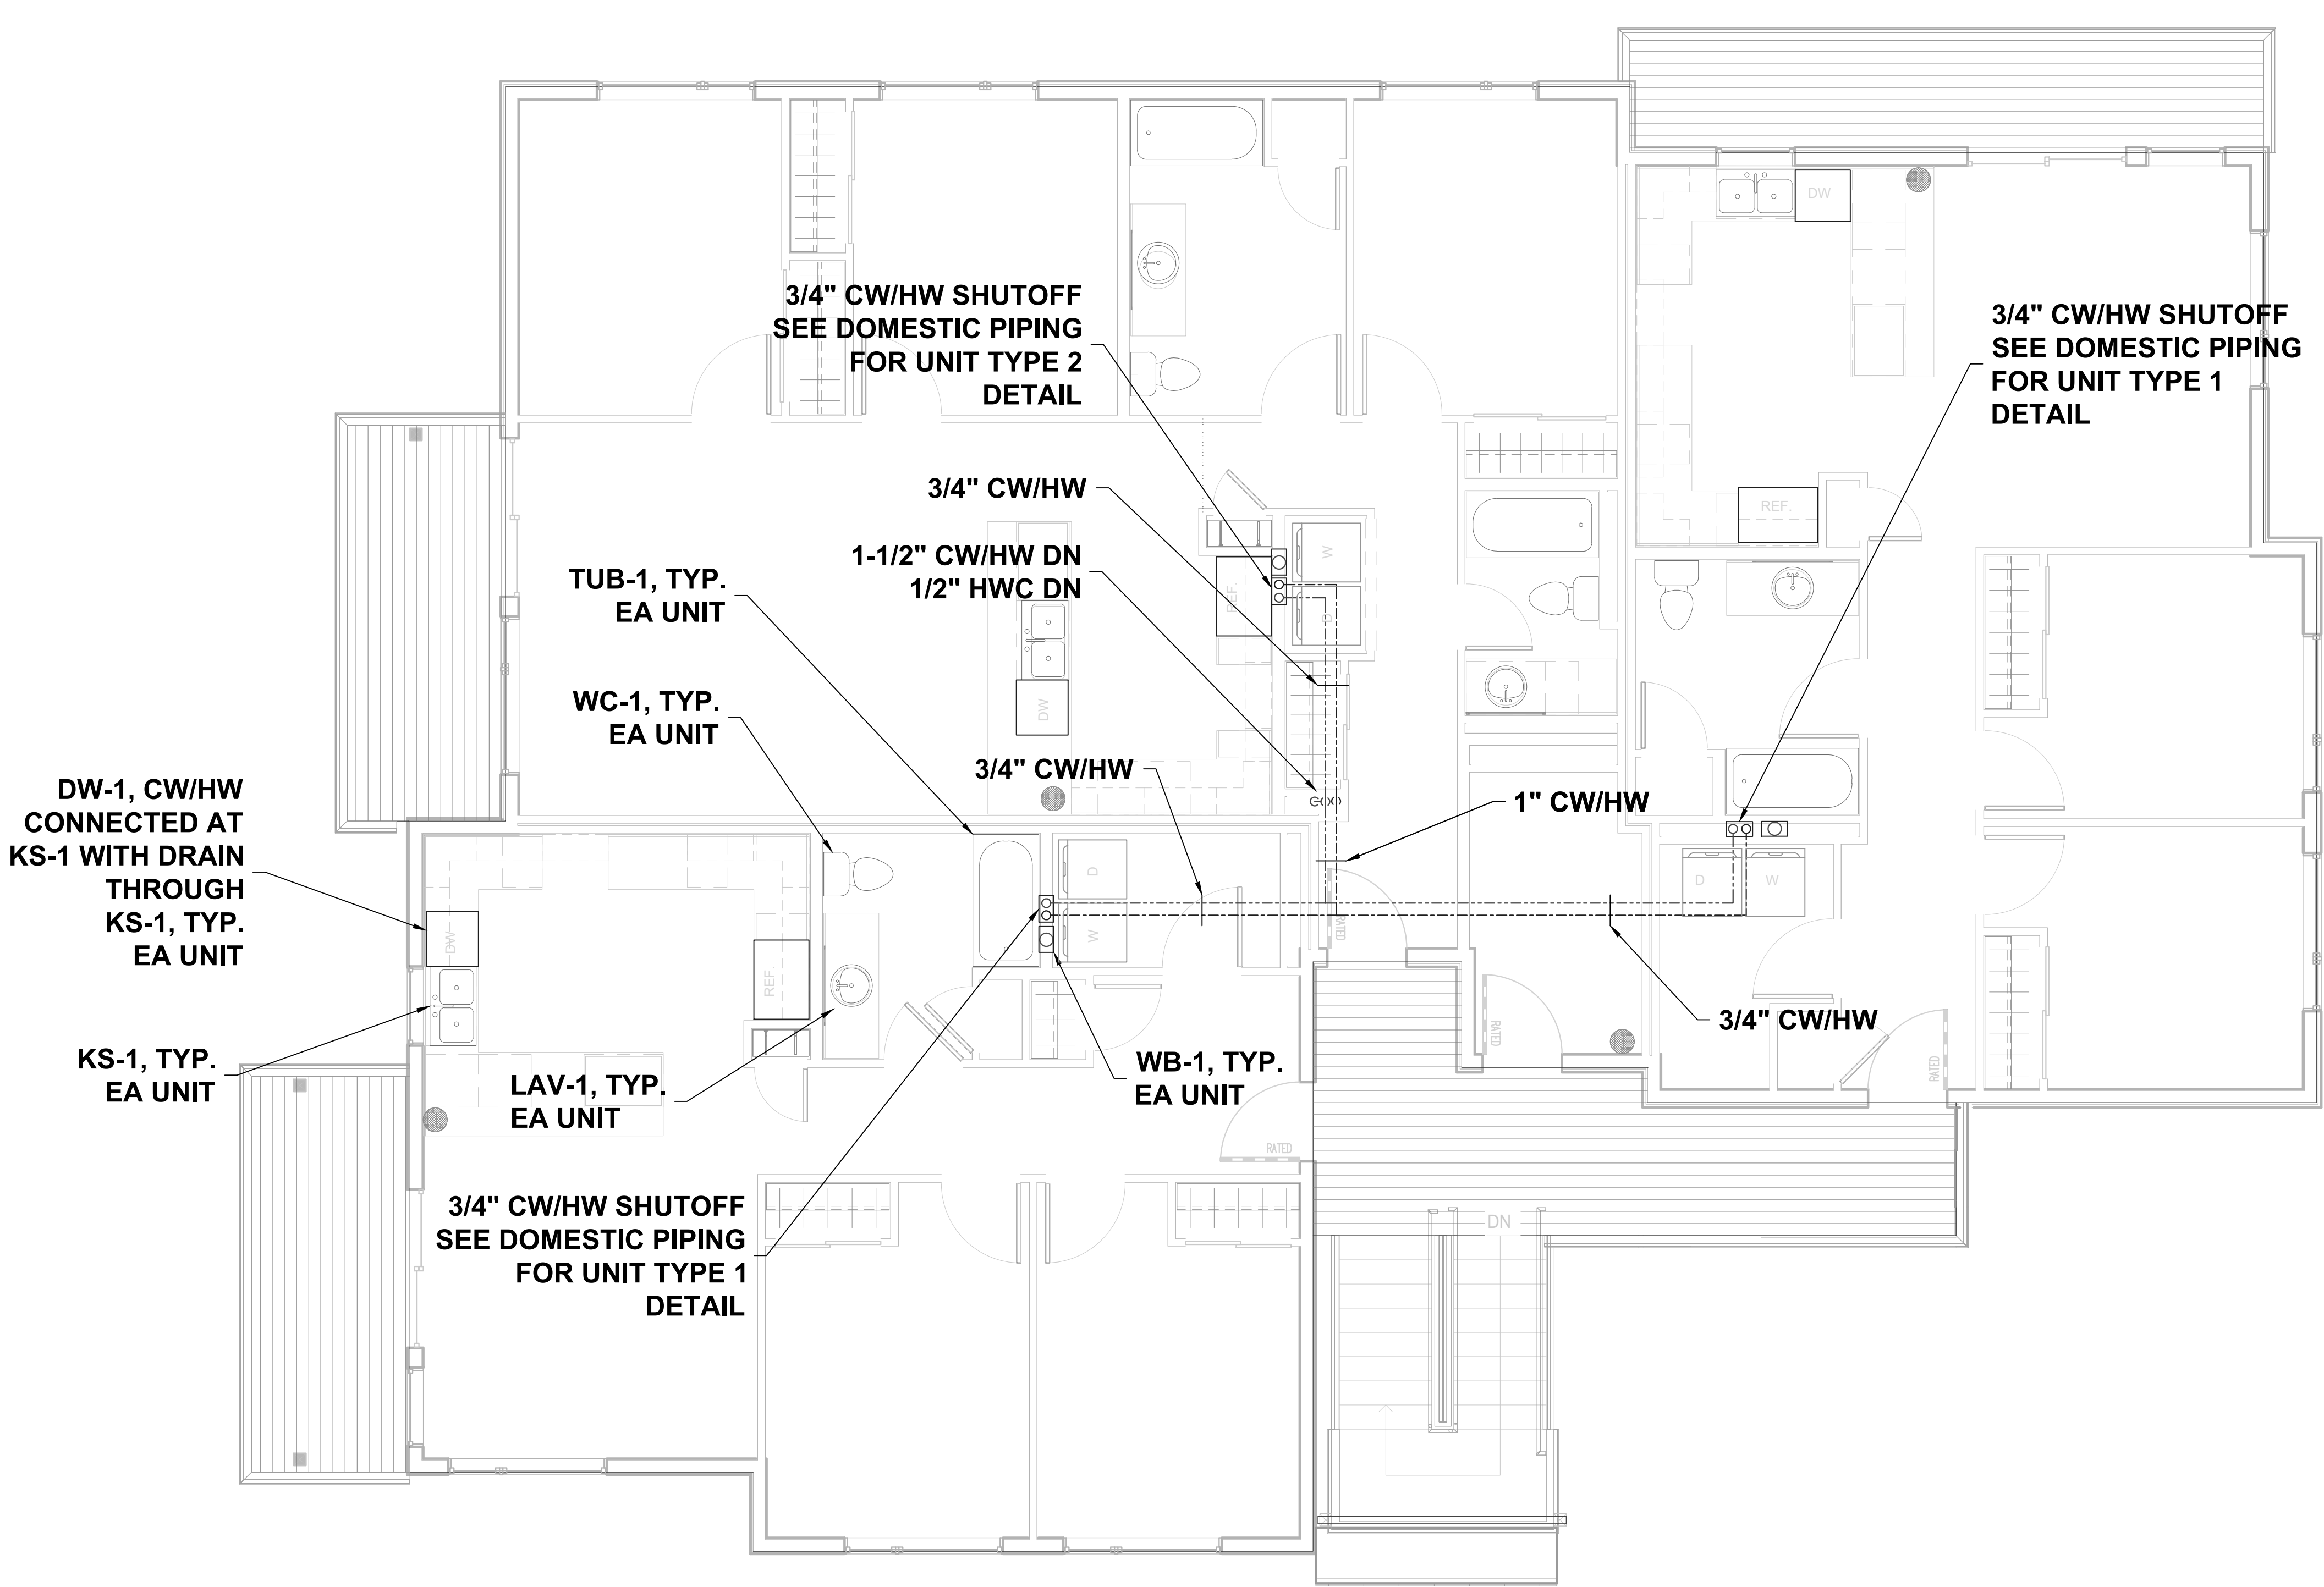 DW
3/4" CW/HW SHUTOFF
SEE DOMESTIC PIPING
FOR UNIT TYPE 2
DETAIL
3/4" CW/HW SHUTOFF
SEE DOMESTIC PIPING
FOR UNIT TYPE 1
DETAIL
3/4" CW/HW
REF.
1-1/2" CW/HW DN
1/2" HWC DN
W
D
REF.
TUB-1, TYP.
EA UNIT
WC-1, TYP.
EA UNIT
DW
3/4" CW/HW
1" CW/HW
DW-1, CW/HW
CONNECTED AT
KS-1 WITH DRAIN
THROUGH
KS-1, TYP.
EA UNIT
D
W
DW
REF.
D
W
RATED
3/4" CW/HW
KS-1, TYP.
EA UNIT
LAV-1, TYP.
EA UNIT
WB-1, TYP.
EA UNIT
RATED
RATED
RATED
3/4" CW/HW SHUTOFF
SEE DOMESTIC PIPING
FOR UNIT TYPE 1
DETAIL
DN